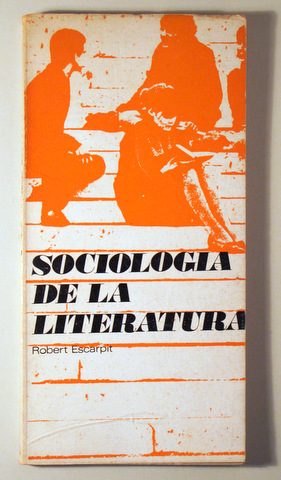 SOCIOLOGIA
DE LA
LITERATURA
Robert Escarpit